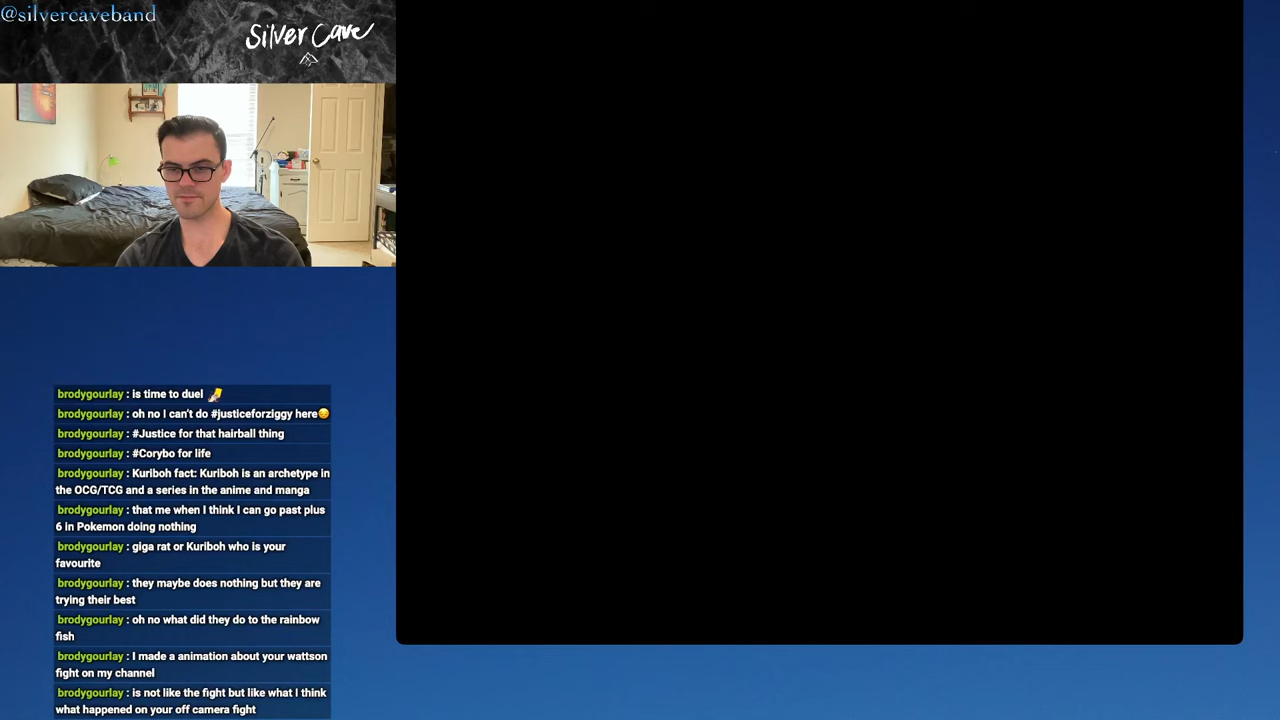 @silvercaveband
Silver Cave
brodygourlay : is time to duel
brodygourlay : oh no I can't do #justiceforziggy here
brodygourlay : #Justice for that hairball thing
brodygourlay : #Corybo for life
brodygourlay : Kuriboh fact: Kuriboh is an archetype in
the OCG/TCG and a series in the anime and manga
brodygourlay : that me when I think I can go past plus
6 in Pokemon doing nothing
brodygourlay : giga rat or Kuriboh who is your
favourite
brodygourlay : they maybe does nothing but they are
trying their best
brodygourlay : oh no what did they do to the rainbow
fish
brodygourlay : I made a animation about your wattson
fight on my channel
brodygourlay : is not like the fight but like what I think
what happened on your off camera fight